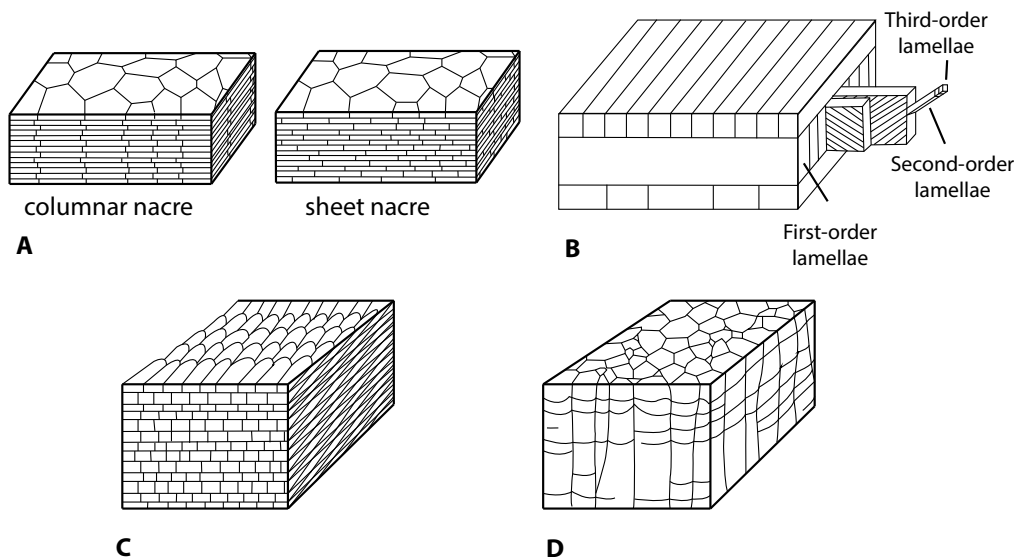 columnar nacre
sheet nacre
A
Third-order
lamellae
Second-order
lamellae
First-order
lamellae
B
C
D